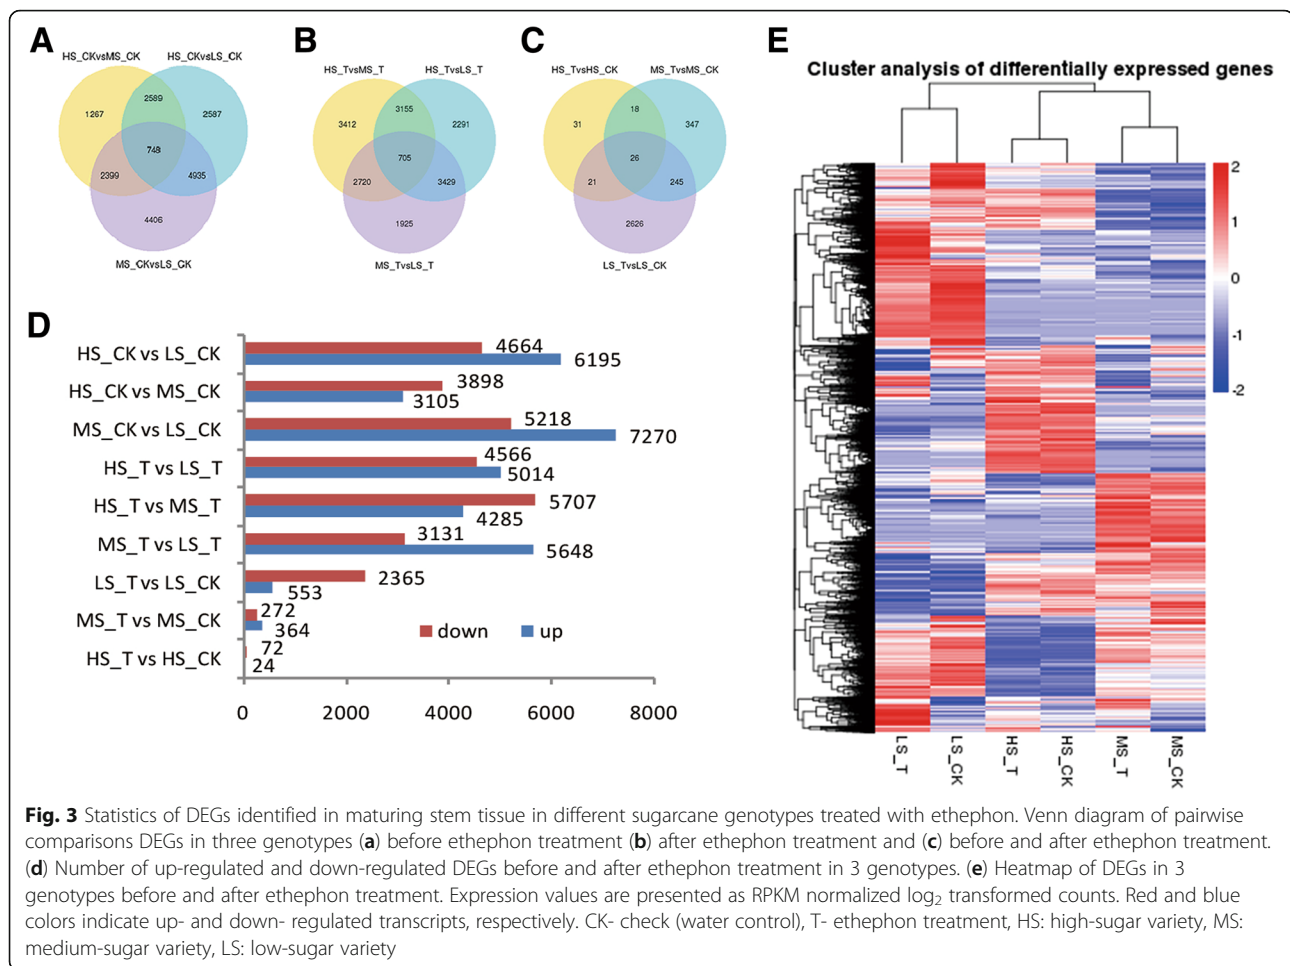 A
HS_CKvsMS_CK
HS_CKvsLS_CK
1267
2589
2587
748
2399
4935
4406
MS_CKvsLS_CK
B
HS_TvsMS_T
HS_TvsLS_T
3412
3155
2291
705
2720
3429
1925
MS_TvsLS_T
C
HS_TvsHS_CK
MS_TvsMS_CK
31
18
347
26
21
245
2626
LS_TvsLS_CK
D
HS_CK vs LS_CK
4664
6195
HS_CK vs MS_CK
3898
3105
MS_CK vs LS_CK
5218
7270
HS_T vs LS_T
4566
5014
HS_T vs MS_T
5707
4285
MS_T vs LS_T
3131
5648
LS_T vs LS_CK
2365
553
MS_T vs MS_CK
272
364
HS_T vs HS_CK
72
24
down
up
0 2000 4000 6000 8000
E
Cluster analysis of differentially expressed genes
2
1
0
-1
-2
LS_T
LS_CK
HS_T
HS_CK
MS_T
MS_CK
Fig. 3 Statistics of DEGs identified in maturing stem tissue in different sugarcane genotypes treated with ethephon. Venn diagram of pairwise
comparisons DEGs in three genotypes (a) before ethephon treatment (b) after ethephon treatment and (c) before and after ethephon treatment.
(d) Number of up-regulated and down-regulated DEGs before and after ethephon treatment in 3 genotypes. (e) Heatmap of DEGs in 3
genotypes before and after ethephon treatment. Expression values are presented as RPKM normalized log2 transformed counts. Red and blue
colors indicate up- and down- regulated transcripts, respectively. CK- check (water control), T- ethephon treatment, HS: high-sugar variety, MS:
medium-sugar variety, LS: low-sugar variety